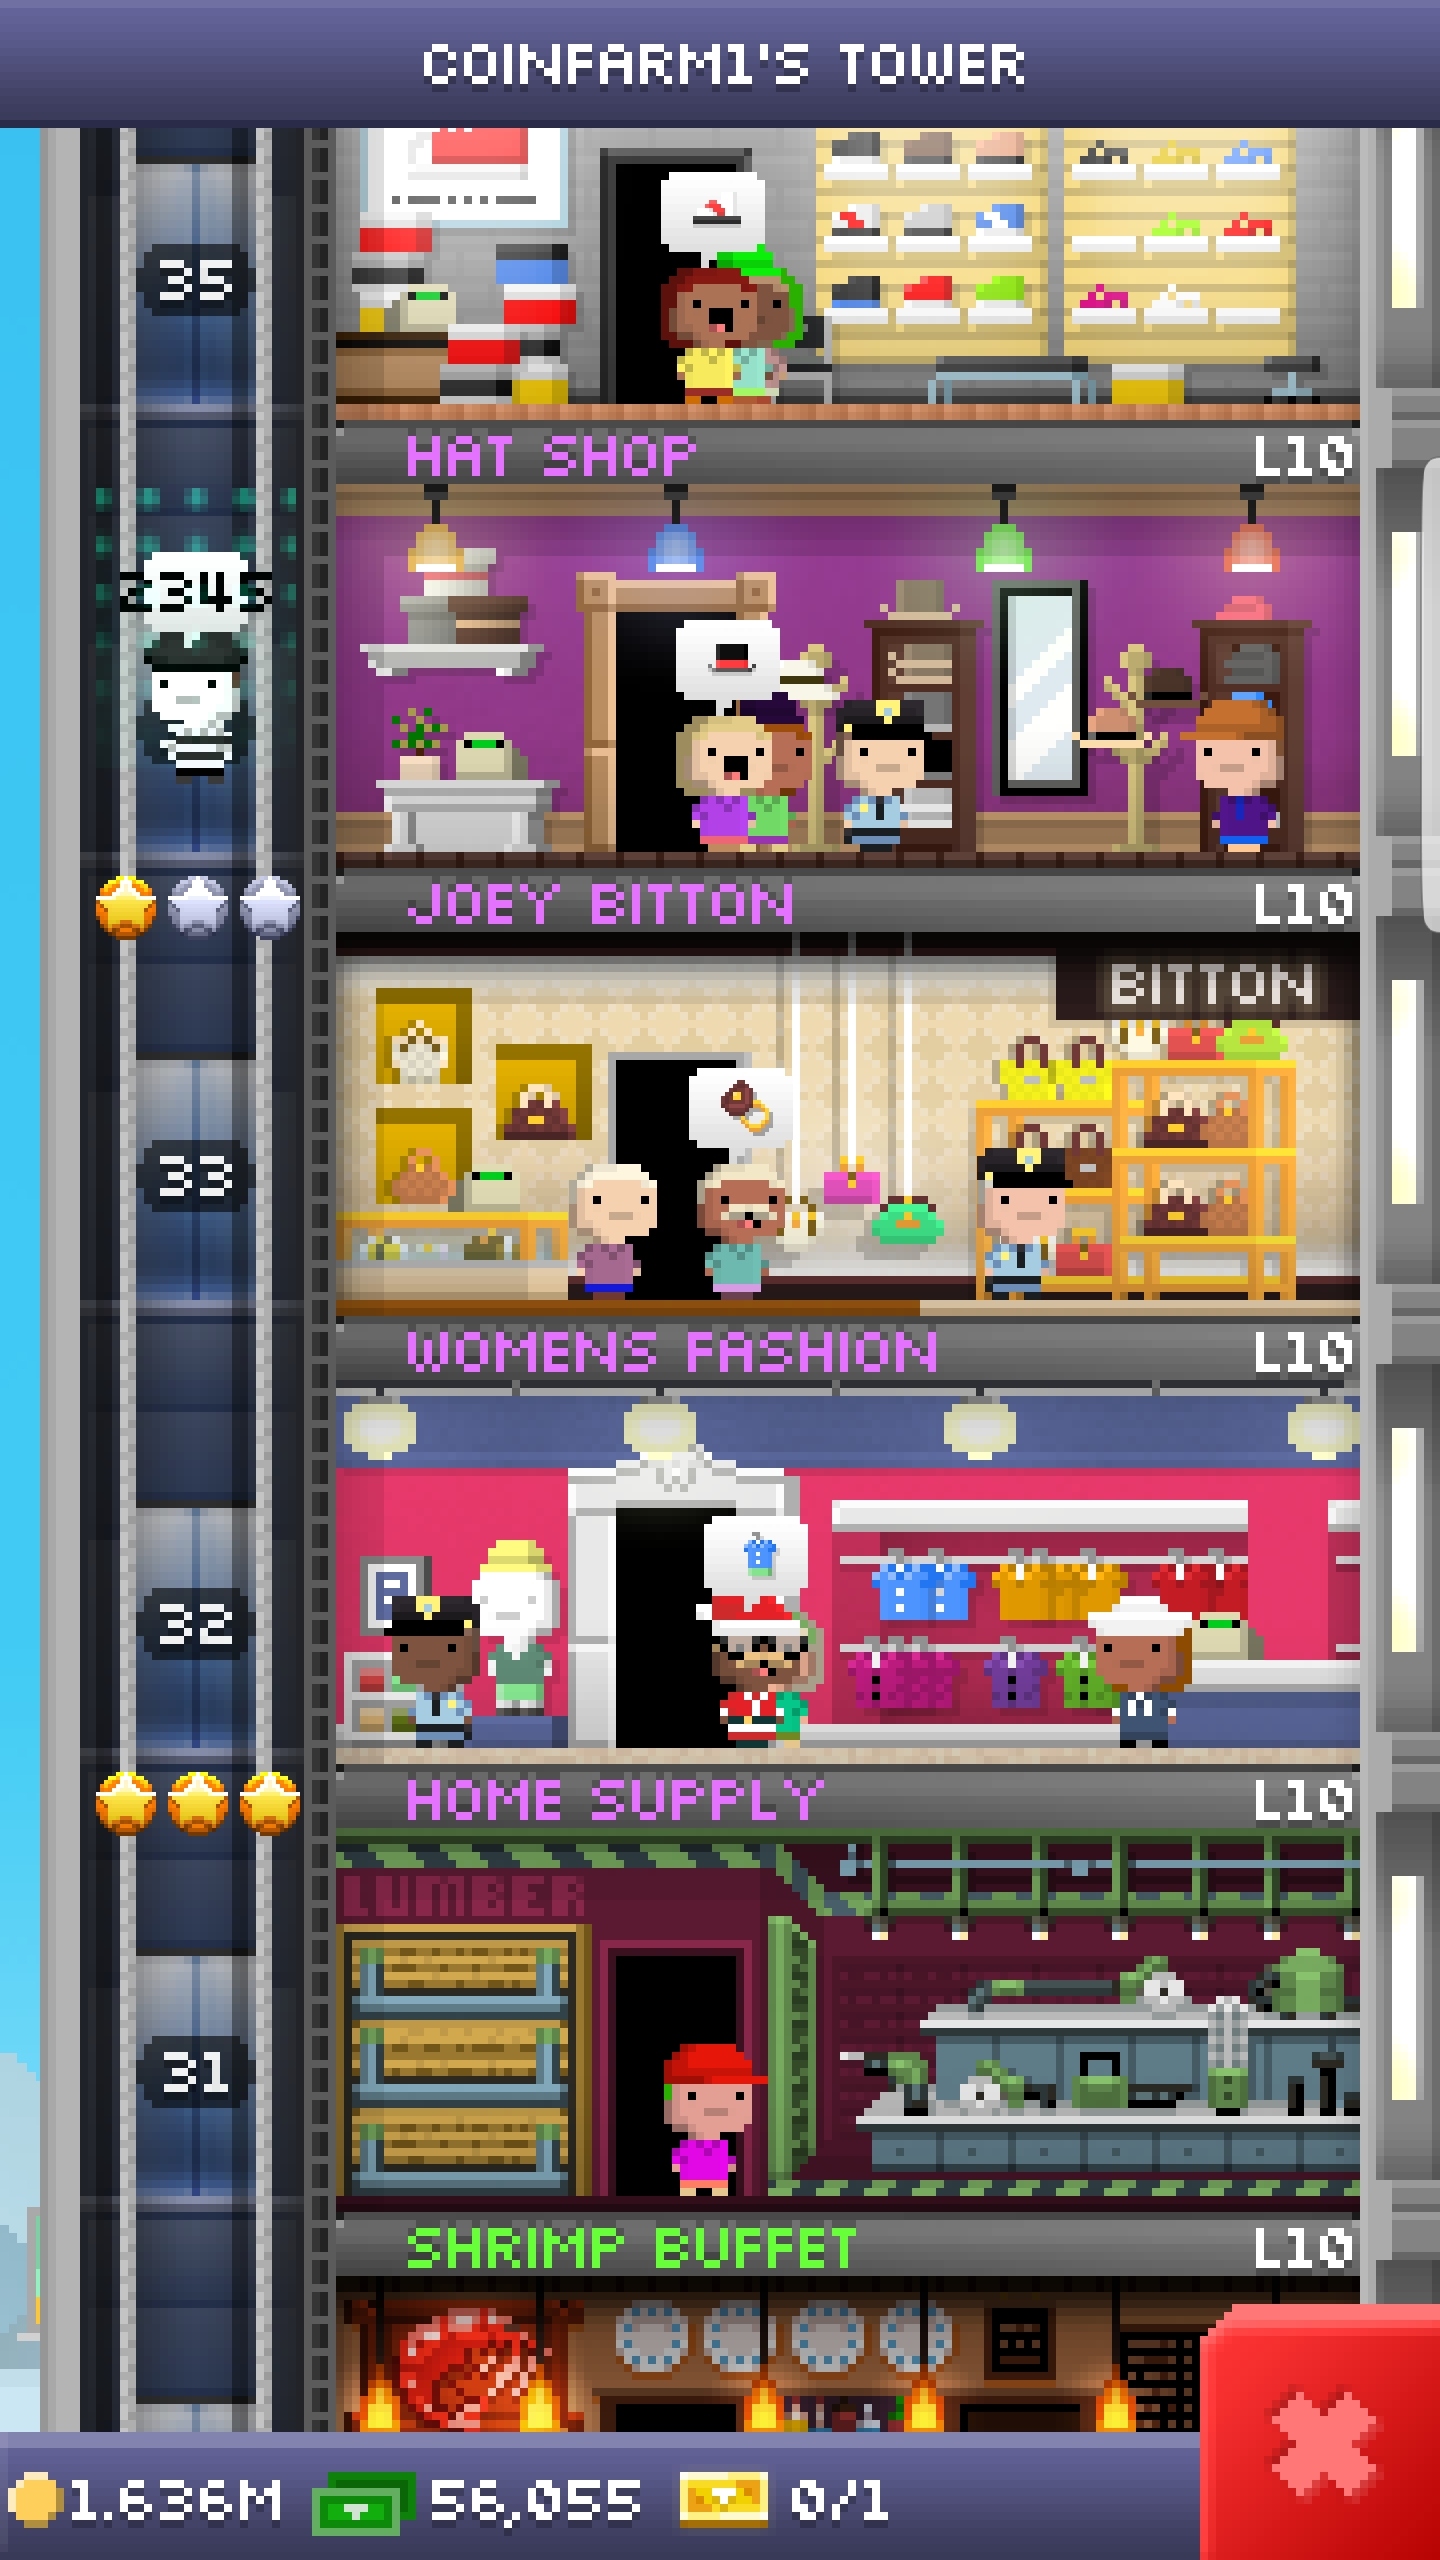 COINFARM1'S TOWER
35
HAT SHOP L10
2345
JOEY BITTON L10
BITTON
33
WOMENS FASHION L10
32
HOME SUPPLY L10
LUMBER
31
SHRIMP BUFFET L10
1.636M 56,055 0/1